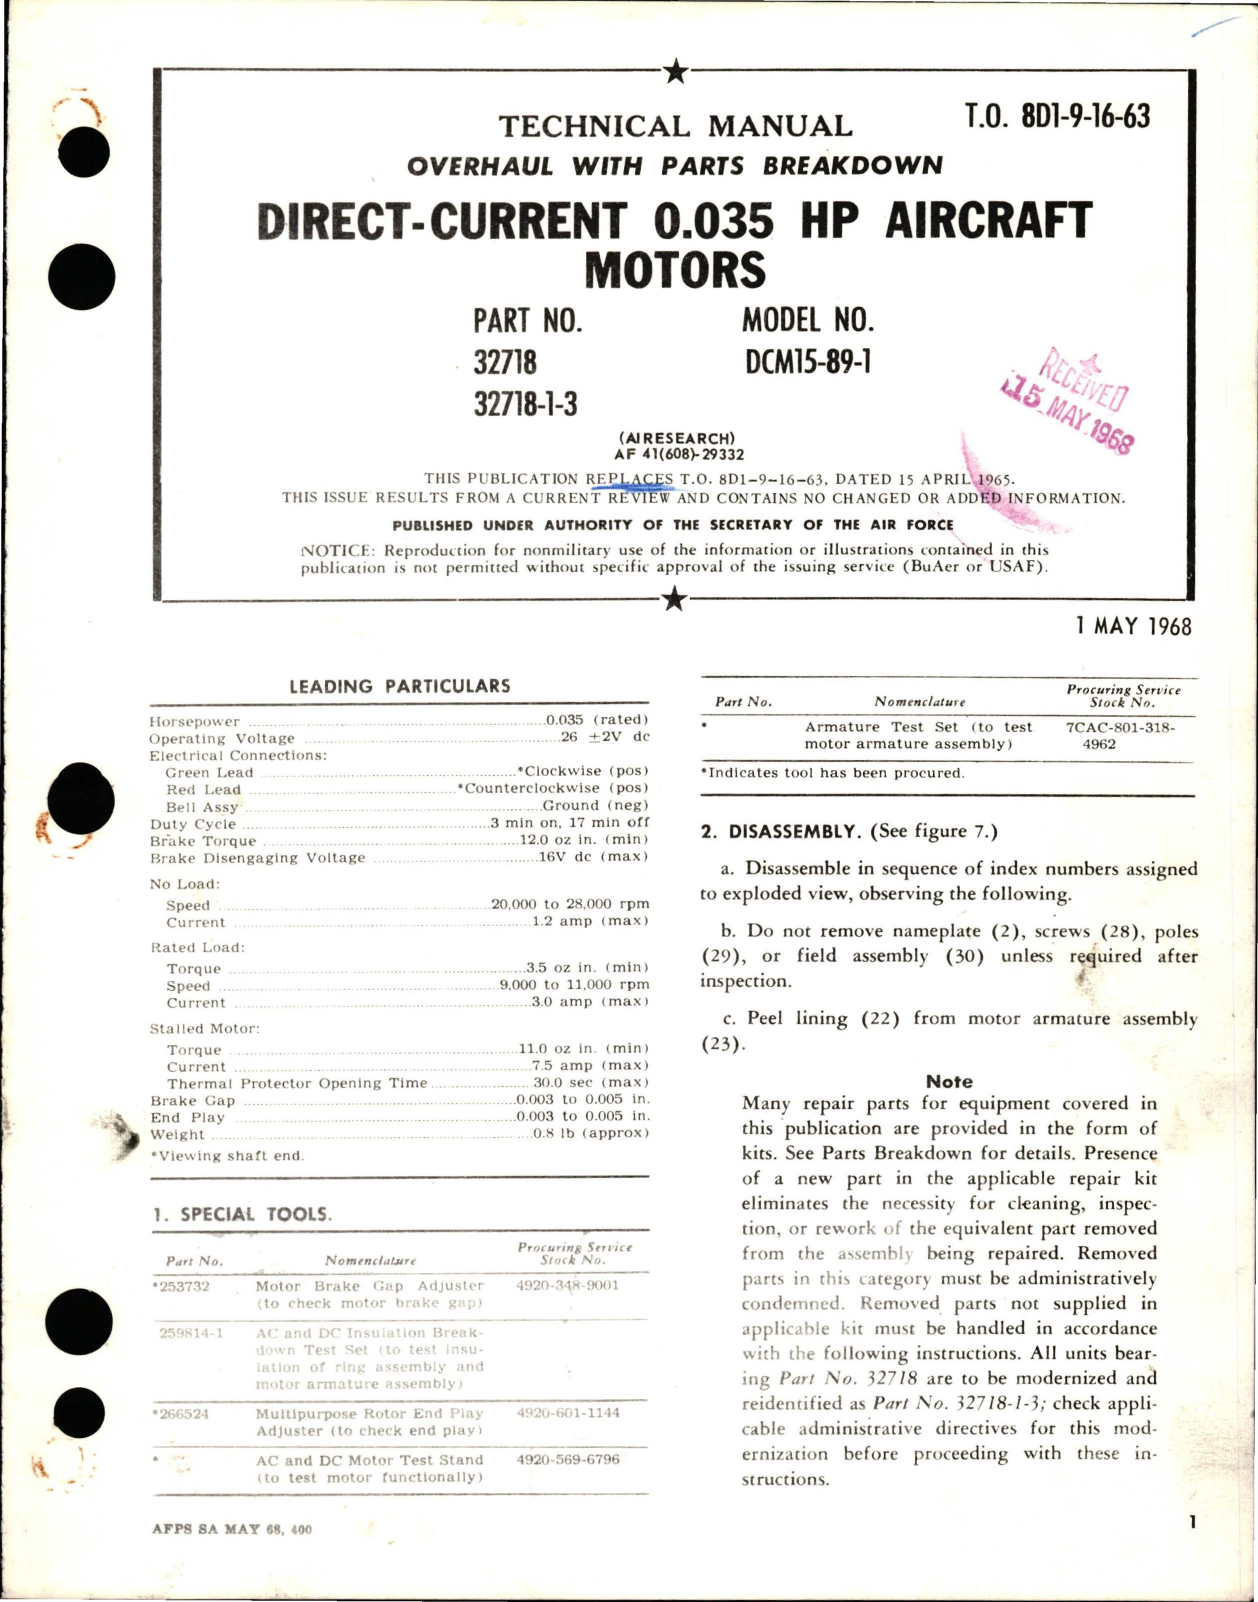 T.O. 8D1-9-16-63
TECHNICAL MANUAL
OVERHAUL WITH PARTS BREAKDOWN
DIRECT-CURRENT 0.035 HP AIRCRAFT
MOTORS
PART NO. MODEL NO.
32718 DCM15-89-1
32718-1-3
RECEIVED
15 MAY 1968
(AIRESEARCH)
AF 41(608)-29332
THIS PUBLICATION REPLACES T.O. 8D1-9-16-63, DATED 15 APRIL 1965.
THIS ISSUE RESULTS FROM A CURRENT REVIEW AND CONTAINS NO CHANGED OR ADDED INFORMATION.
PUBLISHED UNDER AUTHORITY OF THE SECRETARY OF THE AIR FORCE
NOTICE: Reproduction for nonmilitary use of the information or illustrations contained in this
publication is not permitted without specific approval of the issuing service (BuAer or USAF).
1 MAY 1968
LEADING PARTICULARS
Horsepower 0.035 (rated)
Operating Voltage 26 ±2V dc
Electrical Connections:
Green Lead *Clockwise (pos)
Red Lead *Counterclockwise (pos)
Bell Assy Ground (neg)
Duty Cycle 3 min on, 17 min off
Brake Torque 12.0 oz in. (min)
Brake Disengaging Voltage 16V dc (max)
No Load:
Speed 20,000 to 28,000 rpm
Current 1.2 amp (max)
Rated Load:
Torque 3.5 oz in. (min)
Speed 9,000 to 11,000 rpm
Current 3.0 amp (max)
Stalled Motor:
Torque 11.0 oz in. (min)
Current 7.5 amp (max)
Thermal Protector Opening Time 30.0 sec (max)
Brake Gap 0.003 to 0.005 in.
End Play 0.003 to 0.005 in.
Weight 0.8 lb (approx)
*Viewing shaft end.
1. SPECIAL TOOLS.
Part No. Nomenclature Procuring Service
Stock No.
*253732 Motor Brake Gap Adjuster 4920-348-9001
(to check motor brake gap)
259814-1 AC and DC Insulation Break-
down Test Set (to test insu-
lation of ring assembly and
motor armature assembly)
*266524 Multipurpose Rotor End Play 4920-601-1144
Adjuster (to check end play)
* AC and DC Motor Test Stand 4920-569-6796
(to test motor functionally)
AFPS SA MAY 68, 400
Part No. Nomenclature Procuring Service
Stock No.
* Armature Test Set (to test 7CAC-801-318-
motor armature assembly) 4962
*Indicates tool has been procured.
2. DISASSEMBLY. (See figure 7.)
a. Disassemble in sequence of index numbers assigned
to exploded view, observing the following.
b. Do not remove nameplate (2), screws (28), poles
(29), or field assembly (30) unless required after
inspection.
c. Peel lining (22) from motor armature assembly
(23).
Note
Many repair parts for equipment covered in
this publication are provided in the form of
kits. See Parts Breakdown for details. Presence
of a new part in the applicable repair kit
eliminates the necessity for cleaning, inspec-
tion, or rework of the equivalent part removed
from the assembly being repaired. Removed
parts in this category must be administratively
condemned. Removed parts not supplied in
applicable kit must be handled in accordance
with the following instructions. All units bear-
ing Part No. 32718 are to be modernized and
reidentified as Part No. 32718-1-3; check appli-
cable administrative directives for this mod-
ernization before proceeding with these in-
structions.
1